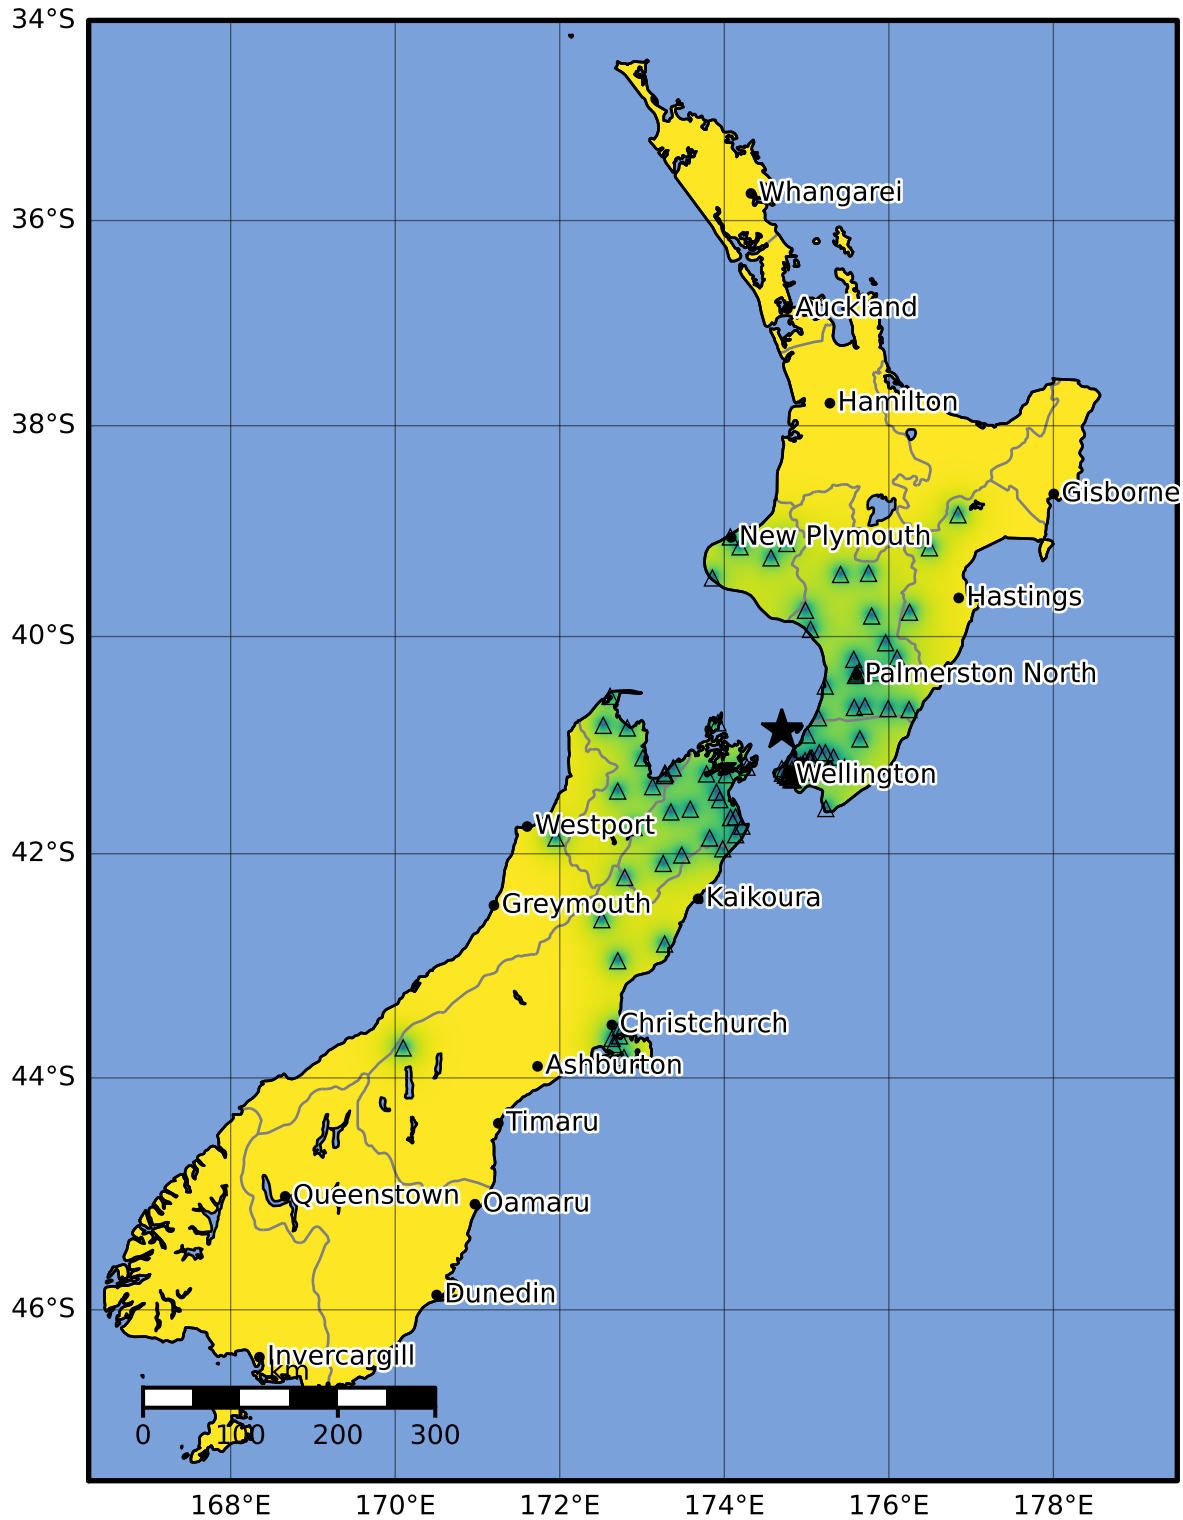 34°S
Whangarei
36°S
Auckland
Hamilton
38°S
Gisborne
New Plymouth
Hastings
40°S
Palmerston North
Wellington
Westport
42°S
Kaikoura
Greymouth
Christchurch
Ashburton
44°S
Timaru
Queenstown
Oamaru
Dunedin
46°S
Invercargill
km
0 100 200 300
168°E 170°E 172°E 174°E 176°E 178°E